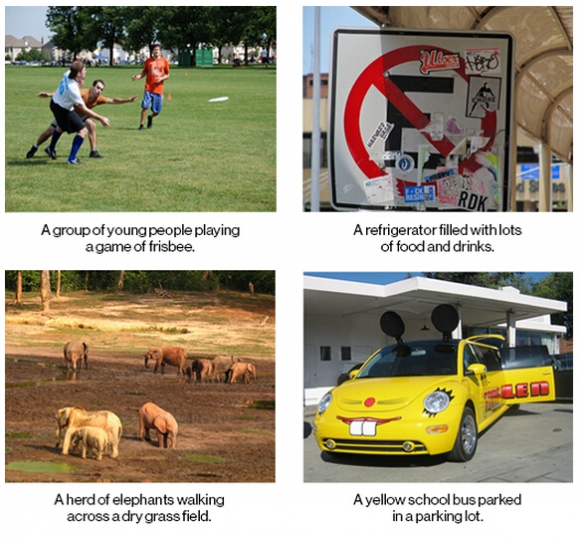 A group of young people playing
a game of frisbee.
HARVARD
RDK
A refrigerator filled with lots
of food and drinks.
A herd of elephants walking
across a dry grass field.
A yellow school bus parked
in a parking lot.